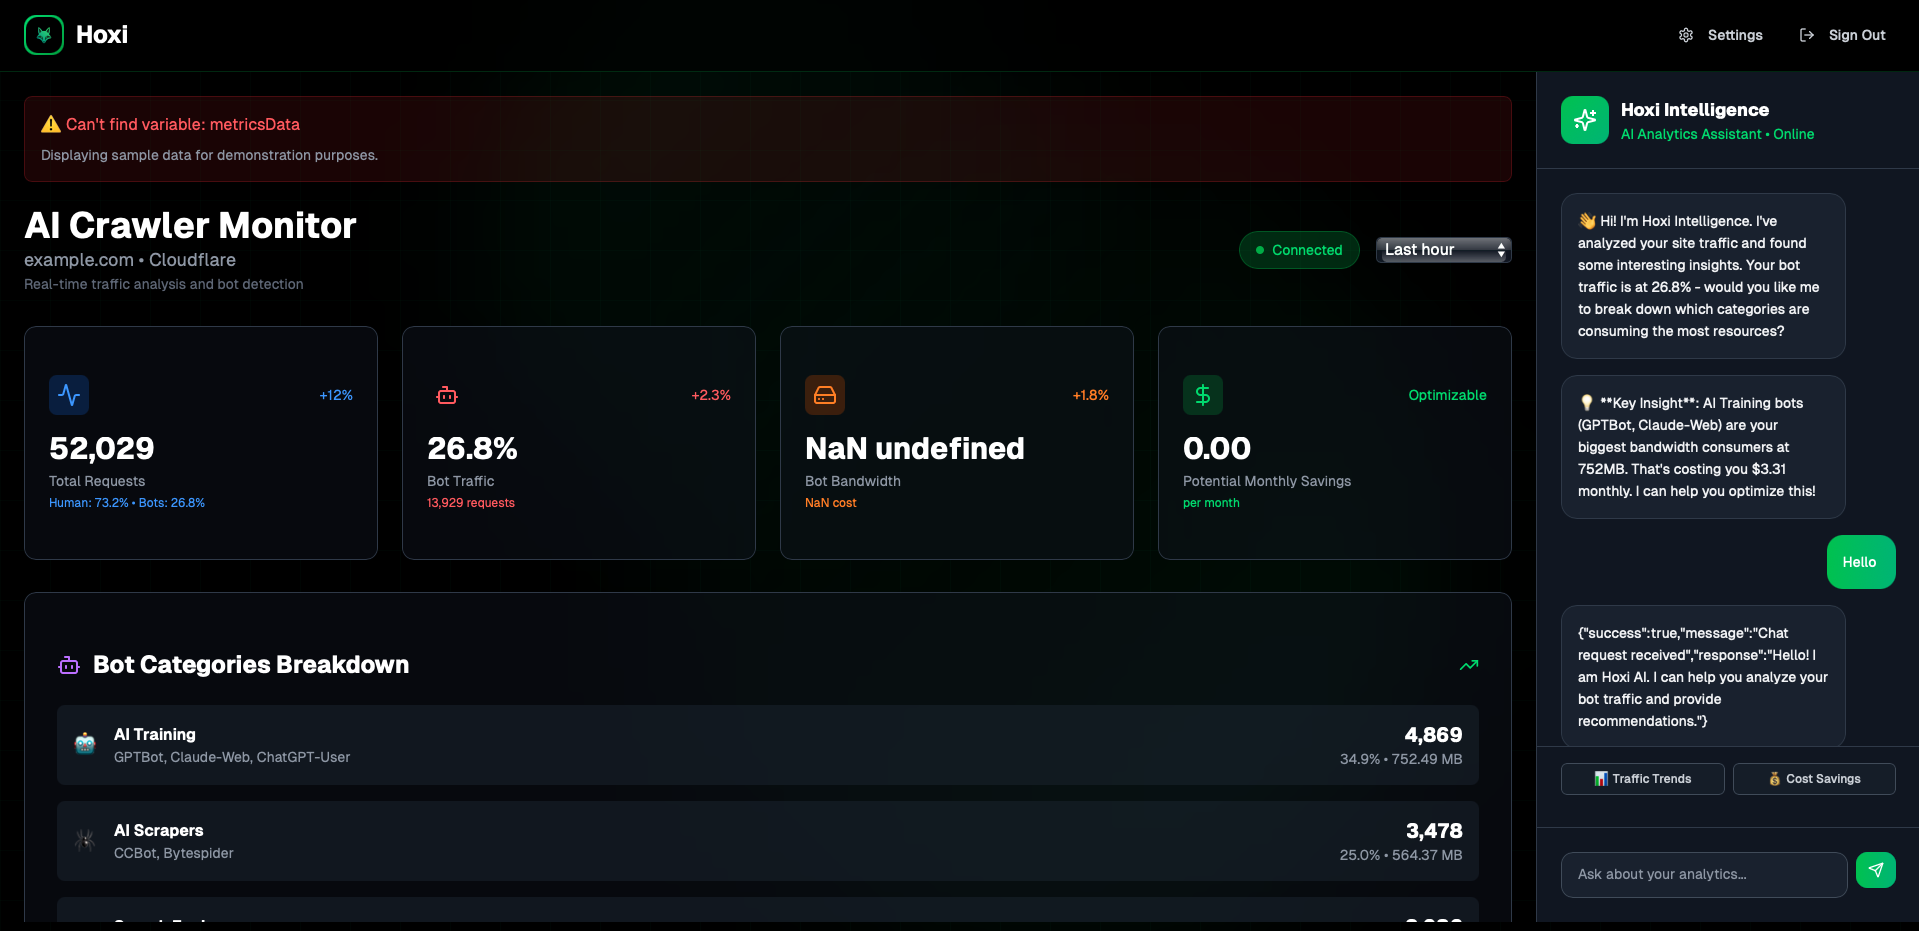 Hoxi
Settings
Sign Out
⚠️ Can't find variable: metricsData
Displaying sample data for demonstration purposes.
AI Crawler Monitor
example.com • Cloudflare
Real-time traffic analysis and bot detection
Connected
Last hour
+12%
52,029
Total Requests
Human: 73.2% • Bots: 26.8%
+2.3%
26.8%
Bot Traffic
13,929 requests
+1.8%
NaN undefined
Bot Bandwidth
NaN cost
Optimizable
0.00
Potential Monthly Savings
per month
Bot Categories Breakdown
AI Training
GPTBot, Claude-Web, ChatGPT-User
4,869
34.9% • 752.49 MB
AI Scrapers
CCBot, Bytespider
3,478
25.0% • 564.37 MB
Hoxi Intelligence
AI Analytics Assistant • Online
👋 Hi! I'm Hoxi Intelligence. I've
analyzed your site traffic and found
some interesting insights. Your bot
traffic is at 26.8% - would you like me
to break down which categories are
consuming the most resources?
💡 **Key Insight**: AI Training bots
(GPTBot, Claude-Web) are your
biggest bandwidth consumers at
752MB. That's costing you $3.31
monthly. I can help you optimize this!
Hello
{"success":true,"message":"Chat
request received","response":"Hello! I
am Hoxi AI. I can help you analyze your
bot traffic and provide
recommendations."}
📊 Traffic Trends
💰 Cost Savings
Ask about your analytics...